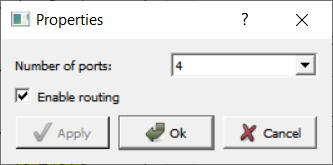 Properties ?
Number of ports: 4
Enable routing
Apply Ok Cancel